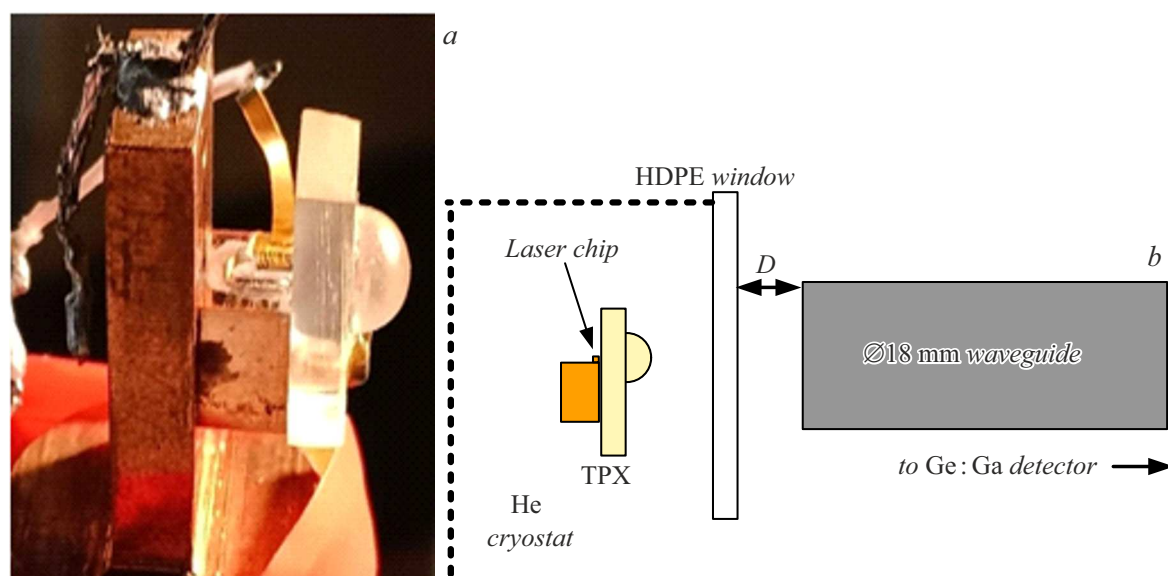 a
HDPE window
Laser chip
D
b
∅18 mm waveguide
TPX
to Ge : Ga detector
He
cryostat